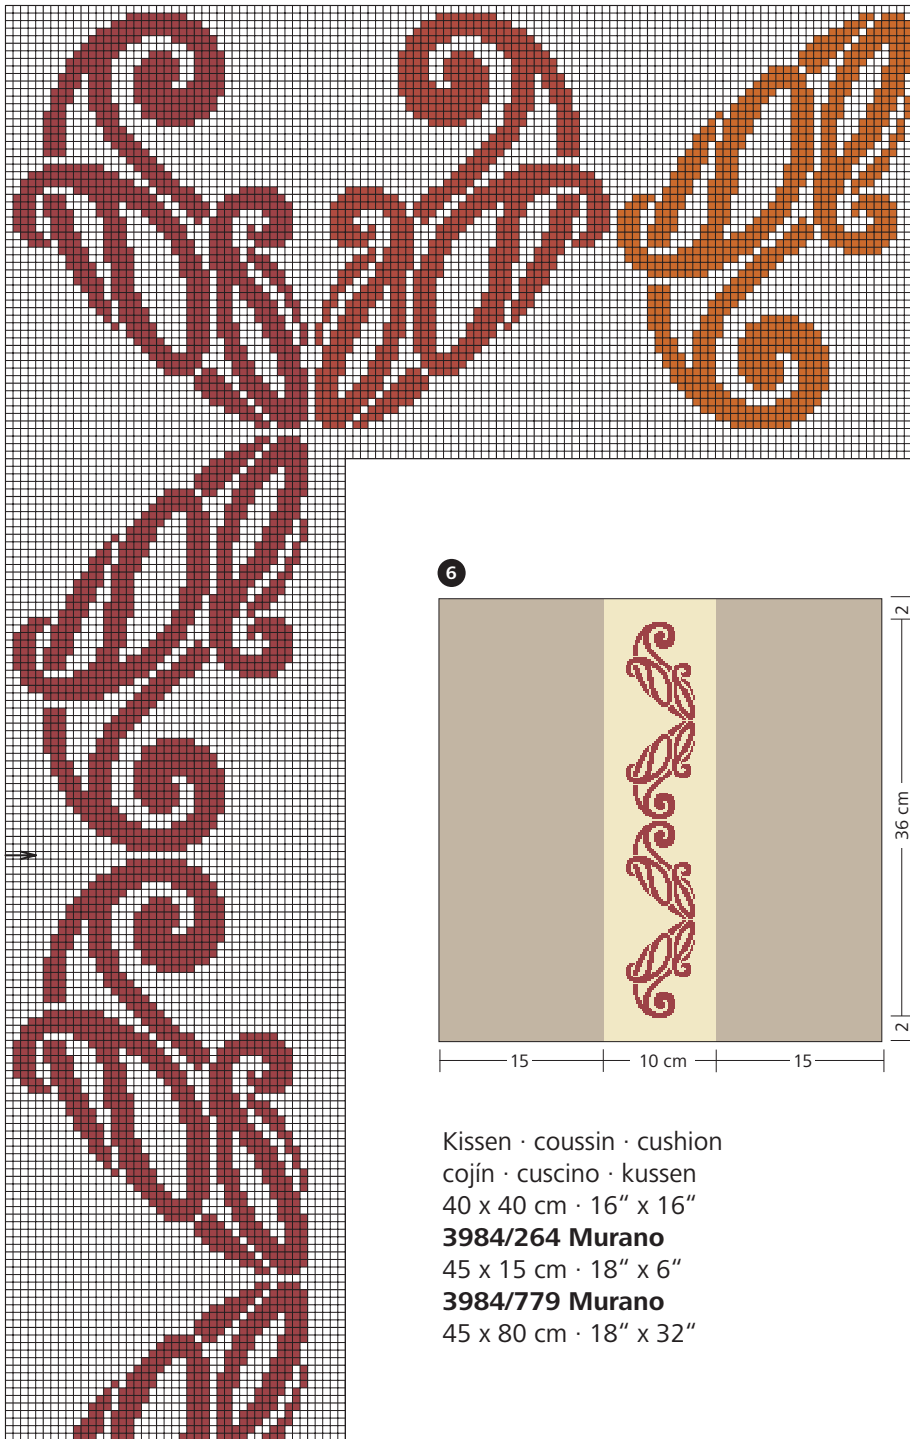 6
2
36 cm
2
15
10 cm
15
Kissen · coussin · cushion
cojín · cuscino · kussen
40 x 40 cm · 16“ x 16“
3984/264 Murano
45 x 15 cm · 18“ x 6“
3984/779 Murano
45 x 80 cm · 18“ x 32“